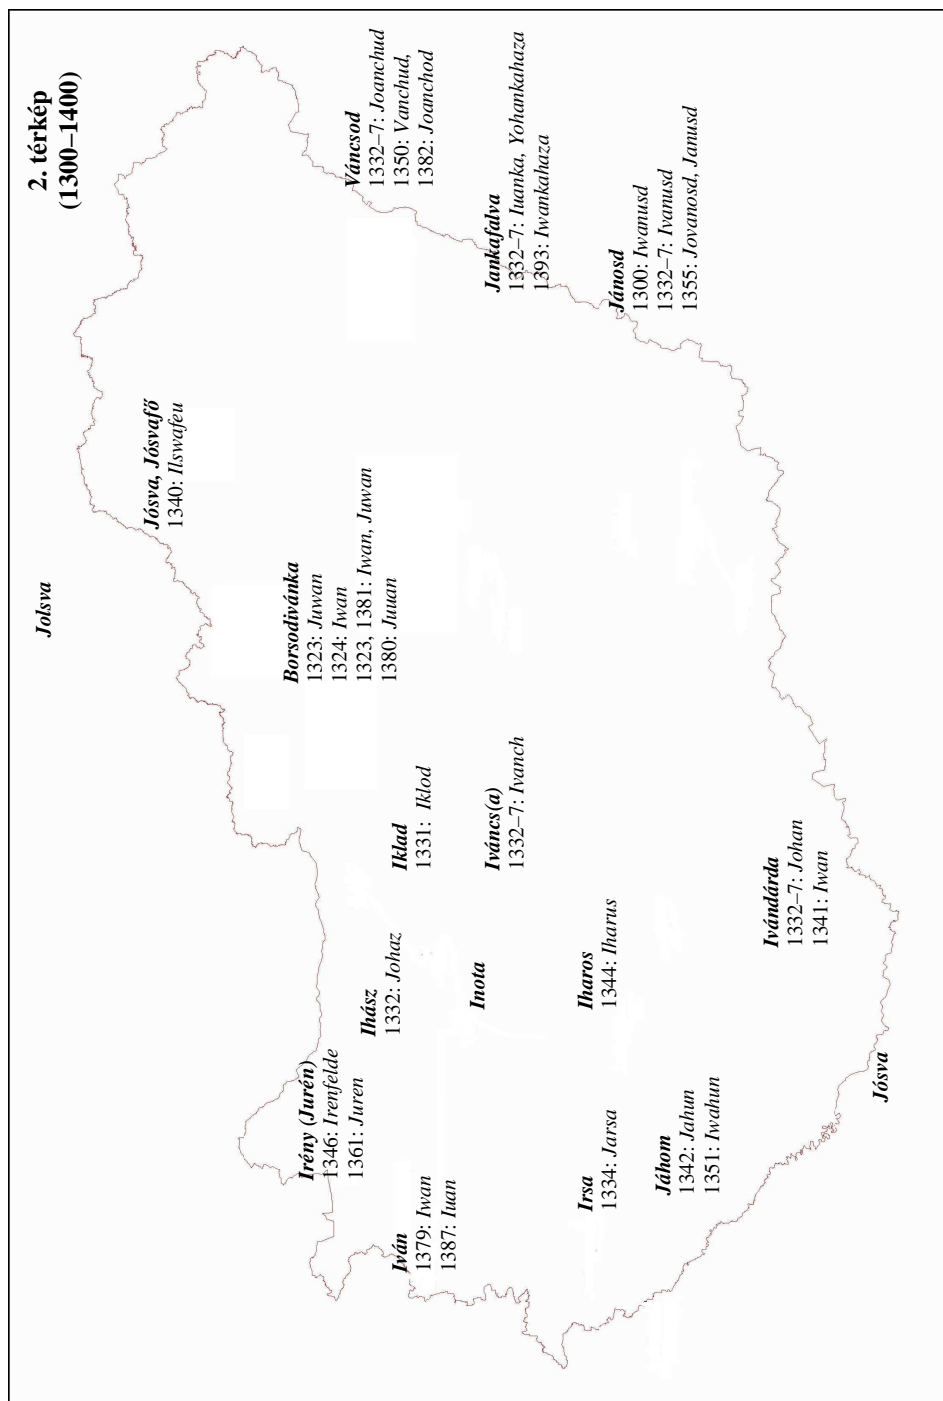 2. térkép
(1300–1400)
Jolsva
Jósva, Jósvafő
1340: Ilswafeu
Borsodivánka
1323: Juwan
1324: Iwan
1323, 1381: Iwan, Juwan
1380: Juuan
Váncsod
1332–7: Joanchud
1350: Vanchud,
1382: Joanchod
Jankafalva
1332–7: Iuanka, Yohankahaza
1393: Iwankahaza
Jánosd
1300: Iwanusd
1332–7: Ivanusd
1355: Jovanosd, Janusd
Irény (Jurén)
1346: Irenfelde
1361: Juren
Ihász
1332: Johaz
Iklad
1331: Iklod
Iván
1379: Iwan
1387: Iuan
Inota
Iváncs(a)
1332–7: Ivanch
Irsa
1334: Jarsa
Iharos
1344: Iharus
Jáhom
1342: Jahun
1351: Iwahun
Ivándárda
1332–7: Johan
1341: Iwan
Jósva